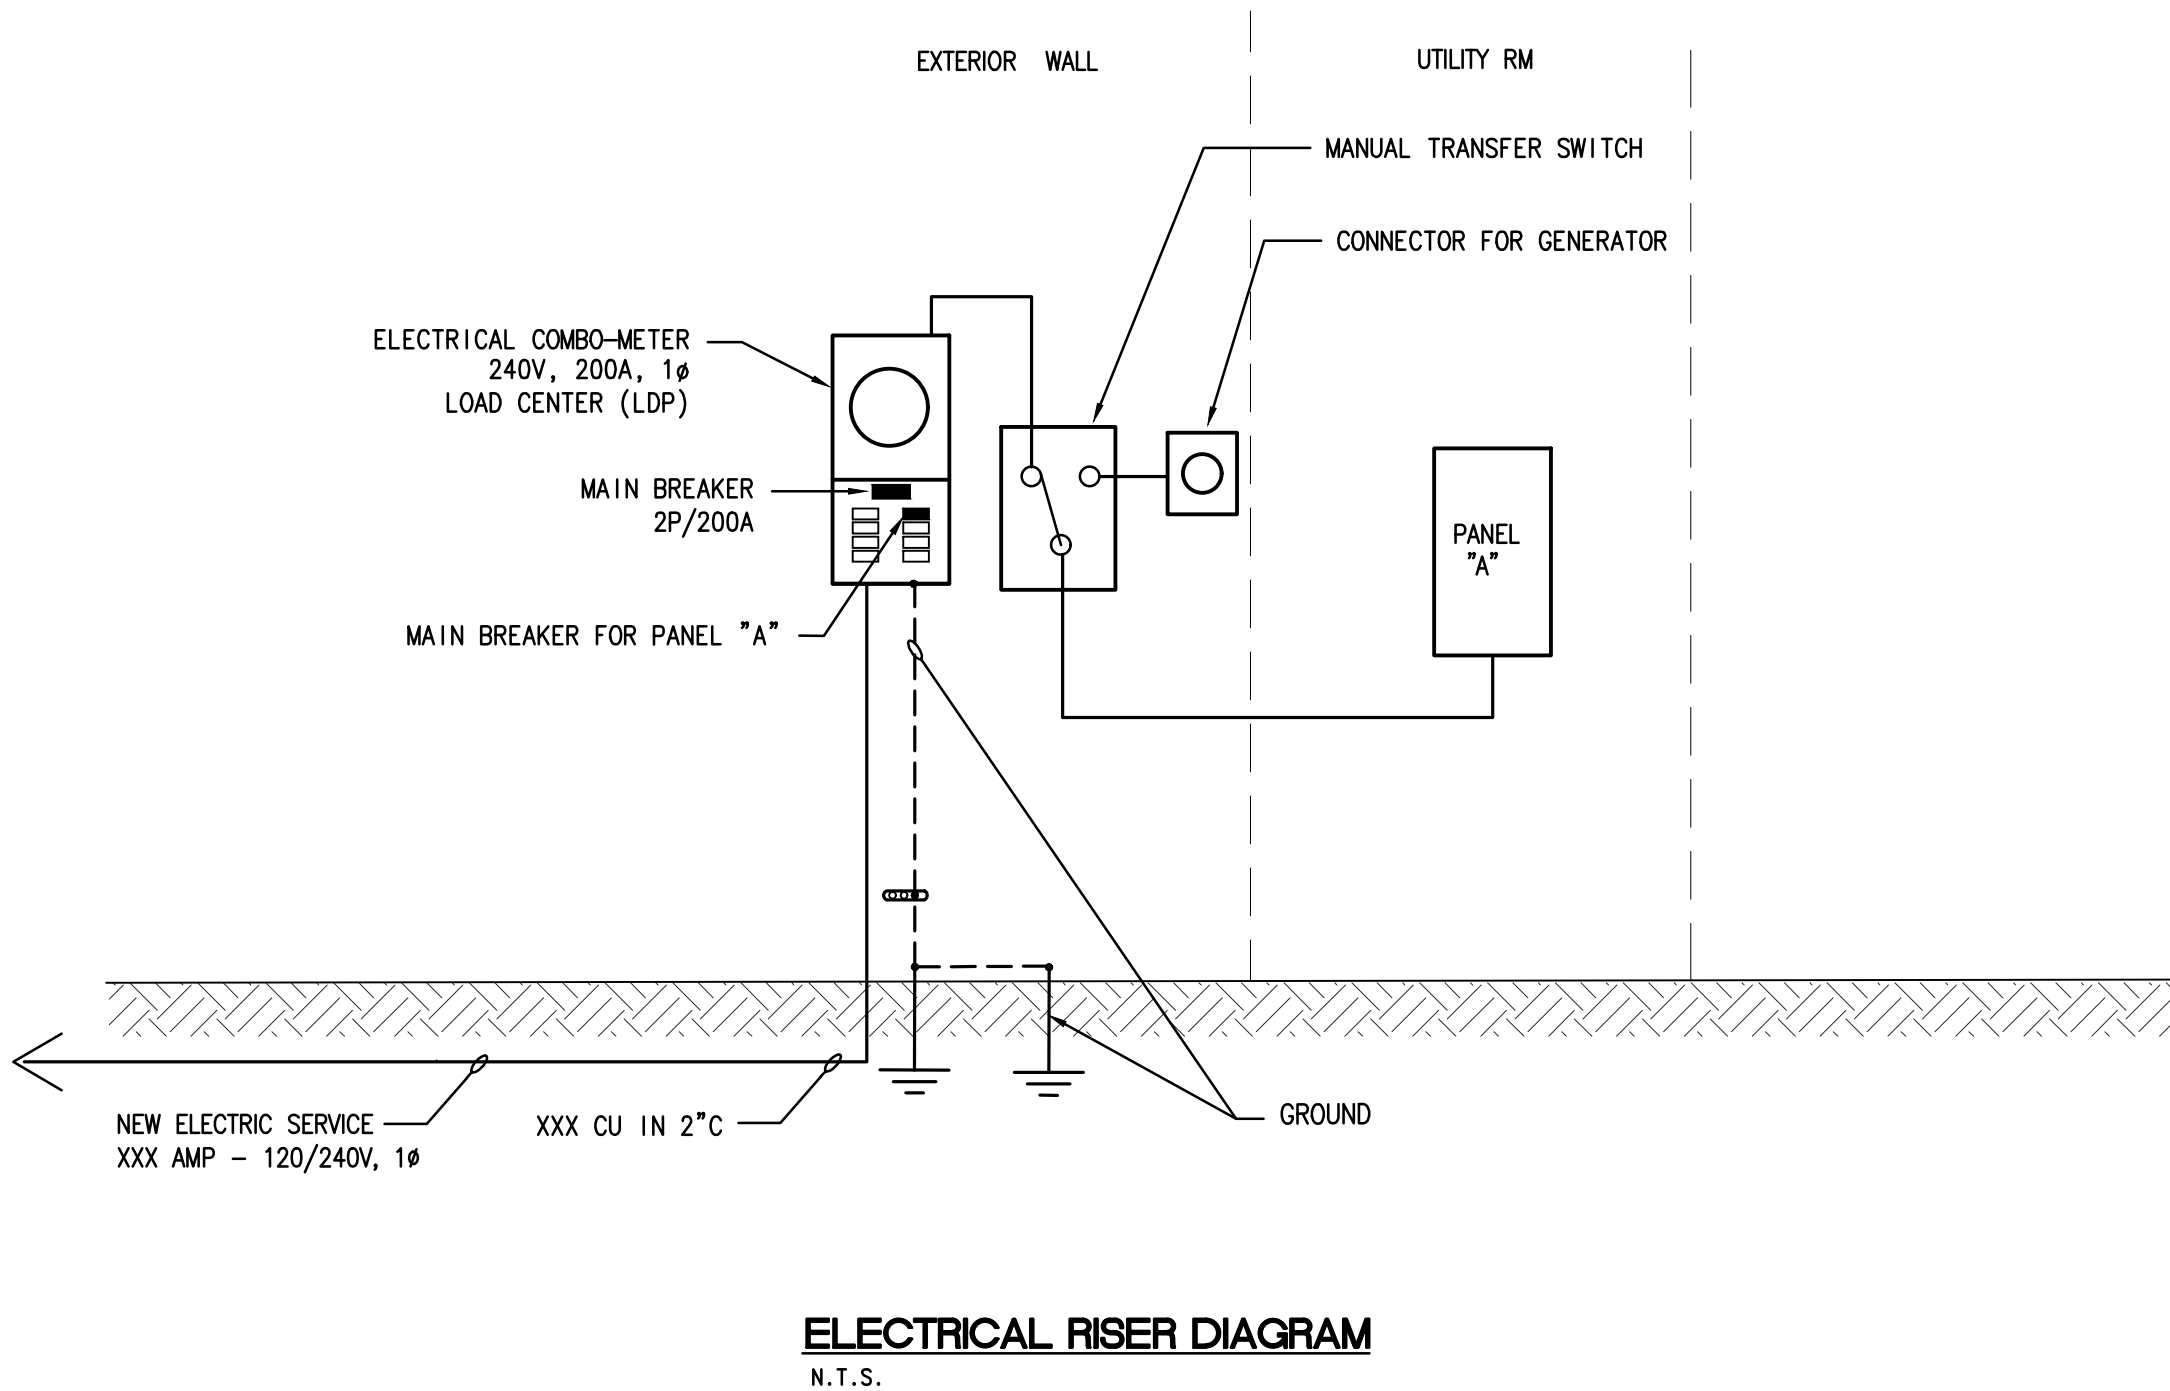 EXTERIOR WALL
UTILITY RM
MANUAL TRANSFER SWITCH
CONNECTOR FOR GENERATOR
ELECTRICAL COMBO-METER
240V, 200A, 1ø
LOAD CENTER (LDP)
MAIN BREAKER
2P/200A
PANEL
"A"
MAIN BREAKER FOR PANEL "A"
NEW ELECTRIC SERVICE
XXX AMP - 120/240V, 1ø
XXX CU IN 2"C
GROUND
ELECTRICAL RISER DIAGRAM
N.T.S.